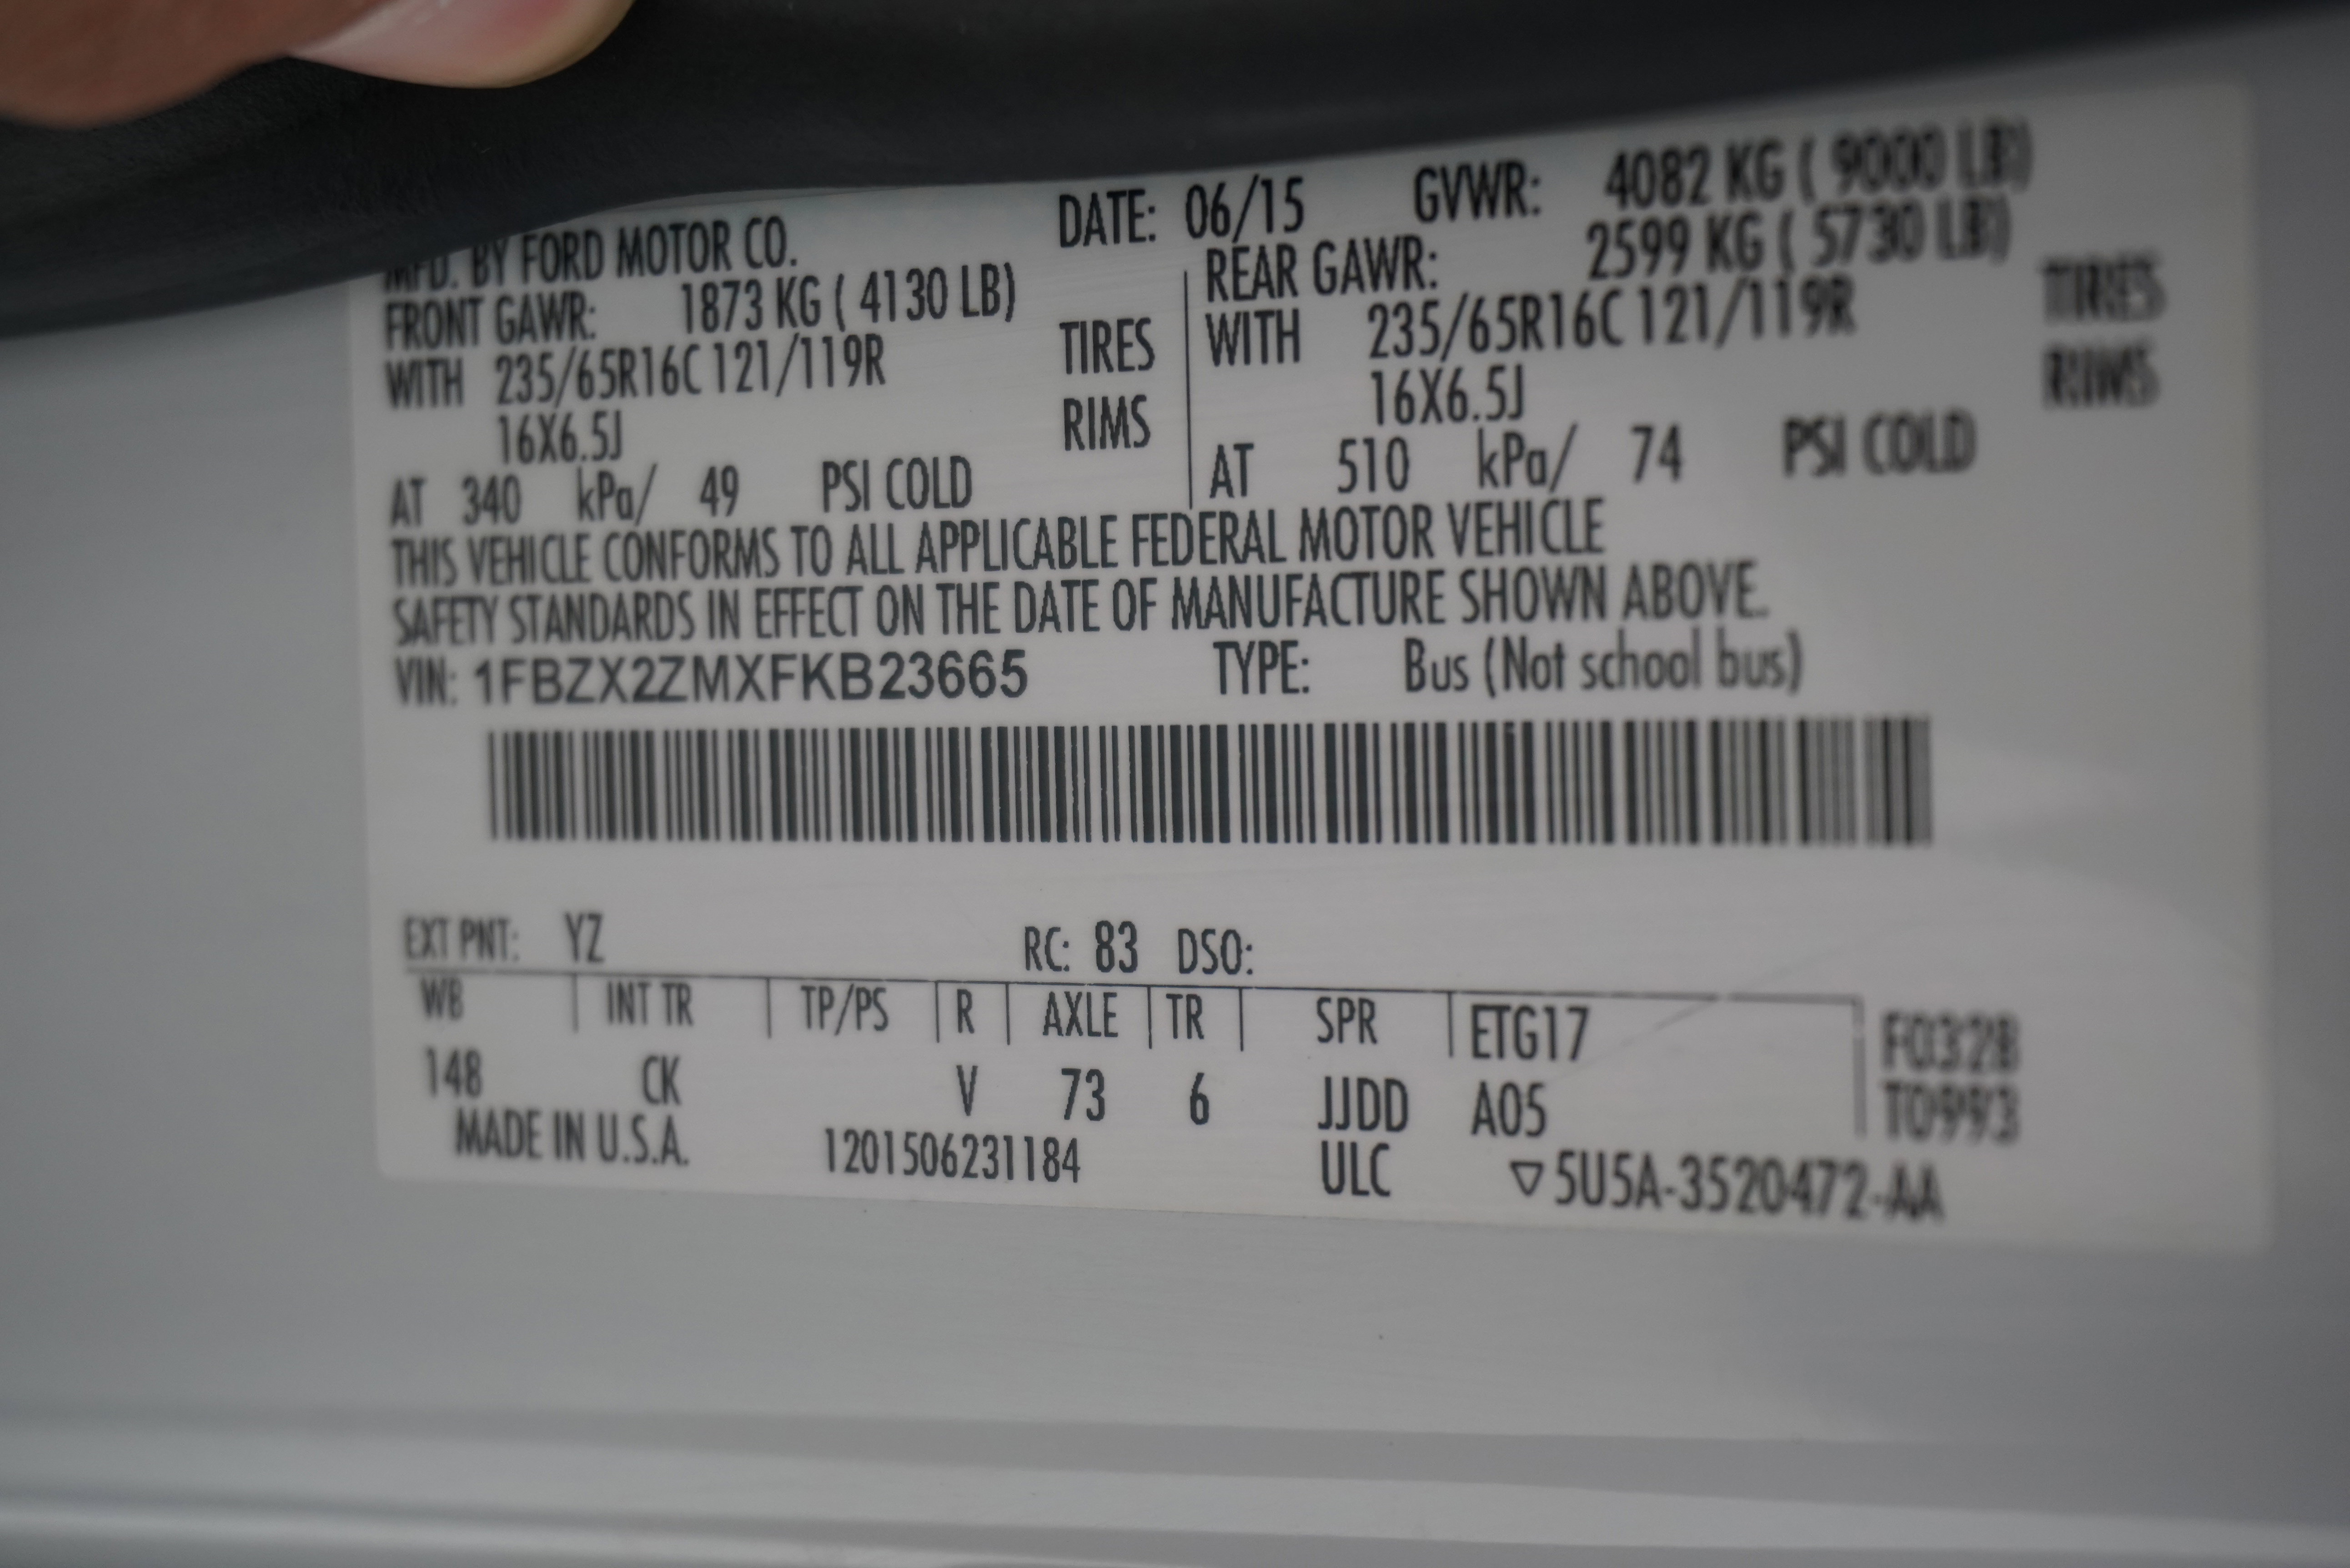 MFD. BY FORD MOTOR CO. DATE: 06/15 GVWR: 4082 KG ( 9000 LB)
FRONT GAWR: 1873 KG ( 4130 LB) REAR GAWR: 2599 KG ( 5730 LB)
WITH 235/65R16C 121/119R TIRES WITH 235/65R16C 121/119R TIRES
16X6.5J RIMS 16X6.5J RIMS
AT 340 kPa/ 49 PSI COLD AT 510 kPa/ 74 PSI COLD
THIS VEHICLE CONFORMS TO ALL APPLICABLE FEDERAL MOTOR VEHICLE
SAFETY STANDARDS IN EFFECT ON THE DATE OF MANUFACTURE SHOWN ABOVE.
VIN: 1FBZX2ZMXFKB23665 TYPE: Bus (Not school bus)
EXT PNT: YZ RC: 83 DSO:
WB INT TR TP/PS R AXLE TR SPR ETG17 F0328
148 CK V 73 6 JJDD A05 T0993
MADE IN U.S.A. 1201506231184 ULC ▽5U5A-3520472-AA